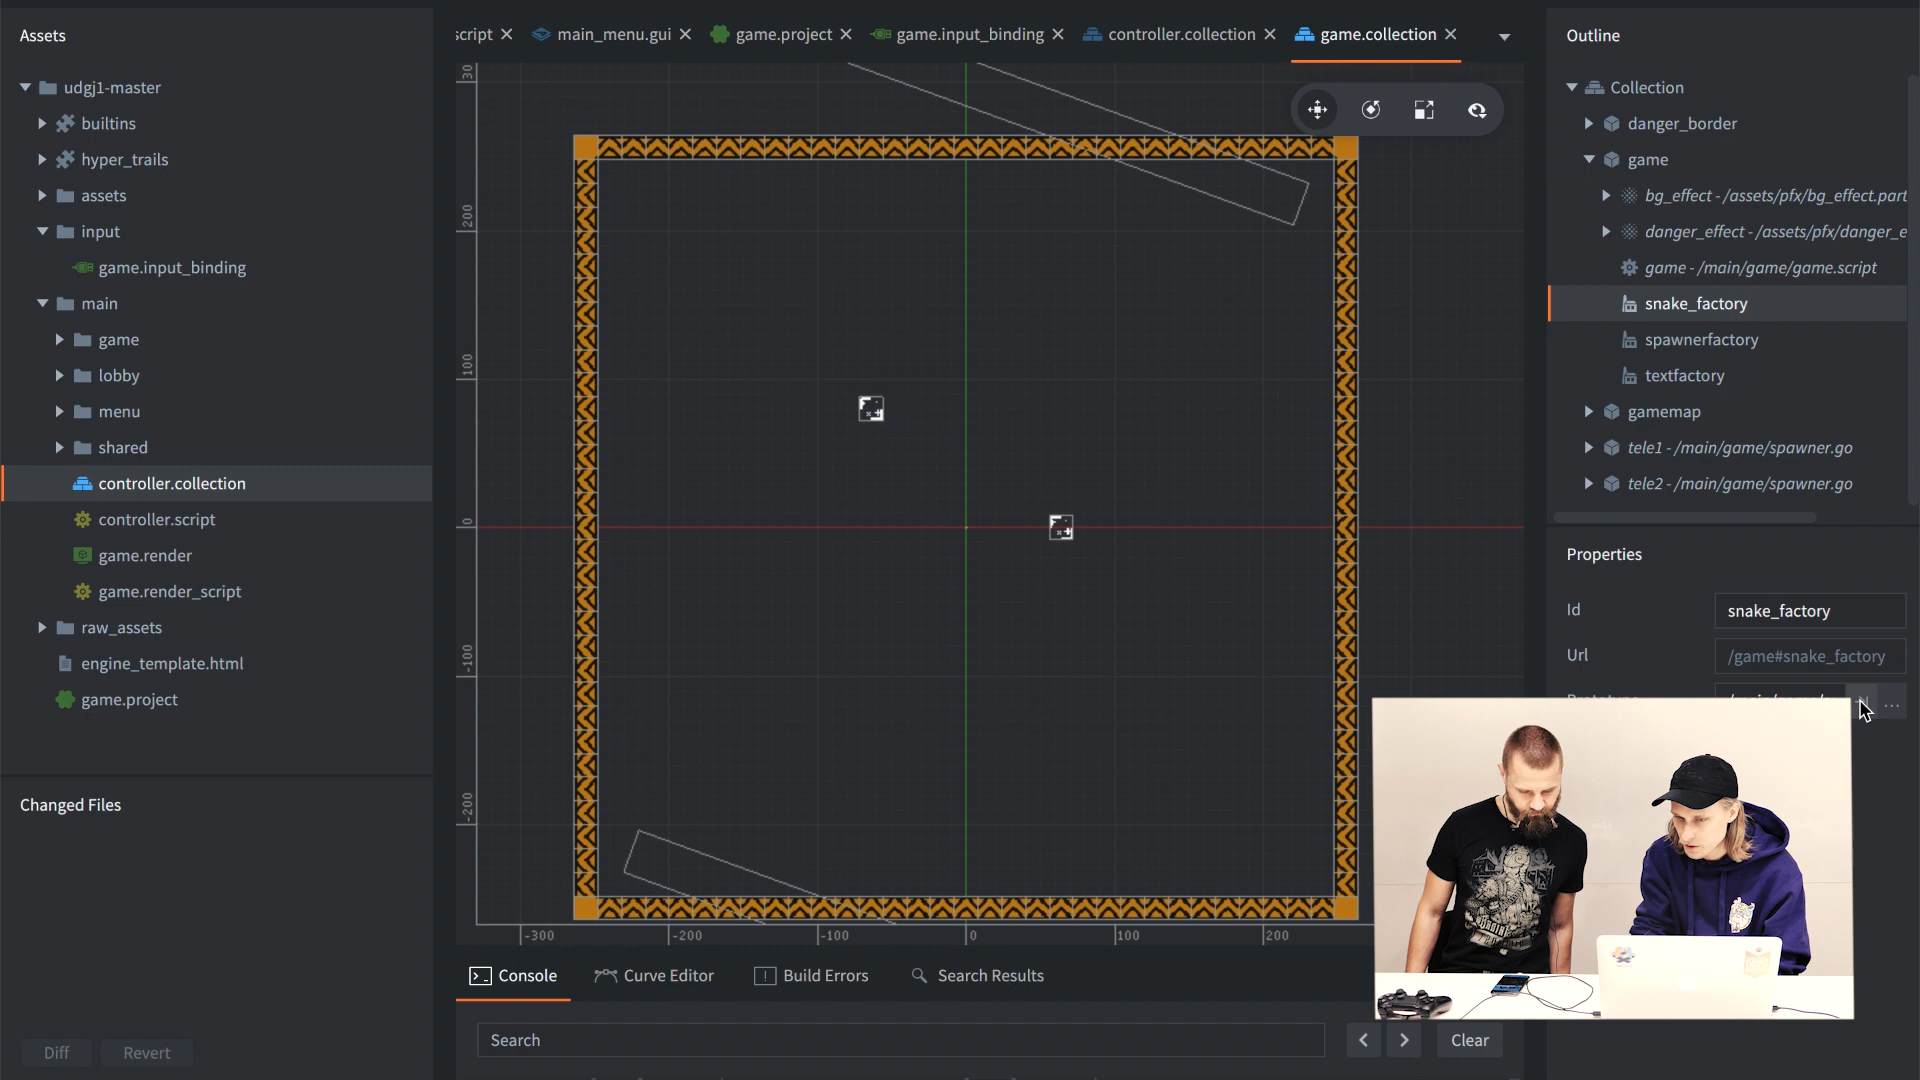 Assets
udgj1-master
builtins
hyper_trails
assets
input
game.input_binding
main
game
lobby
menu
shared
controller.collection
controller.script
game.render
game.render_script
raw_assets
engine_template.html
game.project
Changed Files
Diff
Revert
script
main_menu.gui
game.project
game.input_binding
controller.collection
game.collection
200
100
0
-100
-200
-300
-200
-100
0
100
200
Console
Curve Editor
Build Errors
Search Results
Search
Clear
Outline
Collection
danger_border
game
bg_effect - /assets/pfx/bg_effect.part
danger_effect - /assets/pfx/danger_e
game - /main/game/game.script
snake_factory
spawnerfactory
textfactory
gamemap
tele1 - /main/game/spawner.go
tele2 - /main/game/spawner.go
Properties
Id
snake_factory
Url
/game#snake_factory